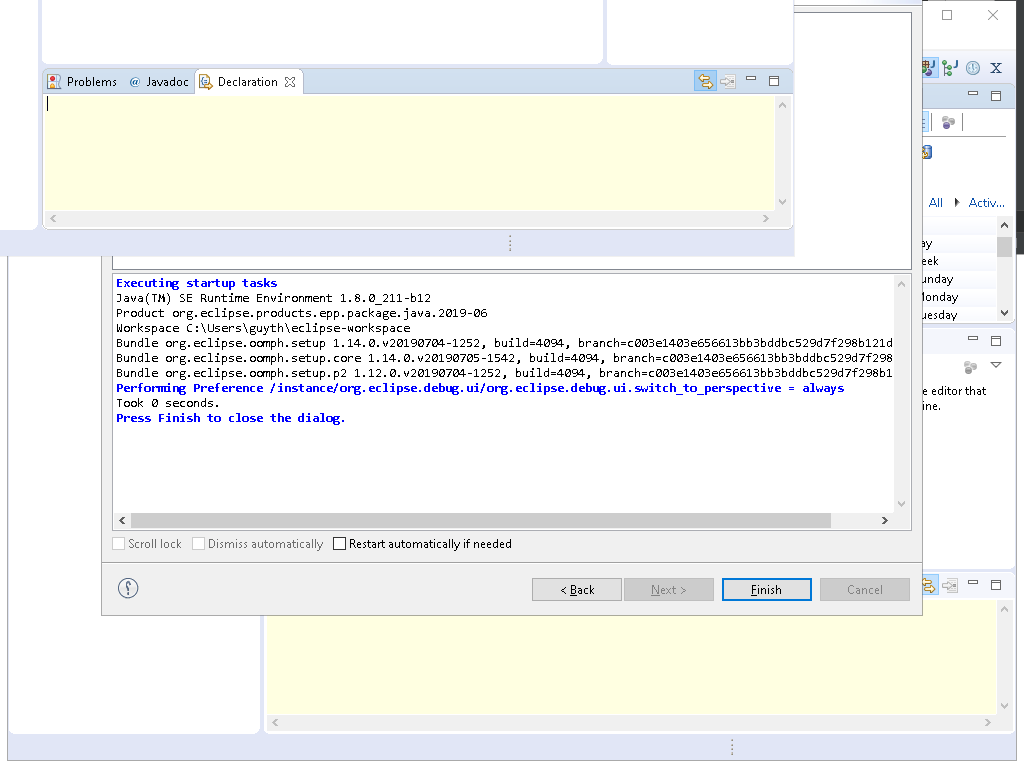 Problems @ Javadoc Declaration
X
All Activ...
ay
eek
unday
Monday
uesday
Executing startup tasks
Java(TM) SE Runtime Environment 1.8.0_211-b12
Product org.eclipse.products.epp.package.java.2019-06
Workspace C:\Users\guyth\eclipse-workspace
Bundle org.eclipse.oomph.setup 1.14.0.v20190704-1252, build=4094, branch=c003e1403e656613bb3bddbc529d7f298b121d
Bundle org.eclipse.oomph.setup.core 1.14.0.v20190705-1542, build=4094, branch=c003e1403e656613bb3bddbc529d7f298
Bundle org.eclipse.oomph.setup.p2 1.12.0.v20190704-1252, build=4094, branch=c003e1403e656613bb3bddbc529d7f298b1
Performing Preference /instance/org.eclipse.debug.ui/org.eclipse.debug.ui.switch_to_perspective = always
Took 0 seconds.
Press Finish to close the dialog.
e editor that
ine.
Scroll lock Dismiss automatically Restart automatically if needed
< Back Next > Finish Cancel